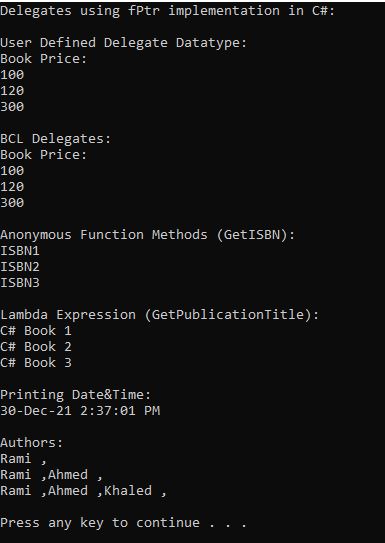 Delegates using fPtr implementation in C#:
User Defined Delegate Datatype:
Book Price:
100
120
300
BCL Delegates:
Book Price:
100
120
300
Anonymous Function Methods (GetISBN):
ISBN1
ISBN2
ISBN3
Lambda Expression (GetPublicationTitle):
C# Book 1
C# Book 2
C# Book 3
Printing Date&Time:
30-Dec-21 2:37:01 PM
Authors:
Rami ,
Rami ,Ahmed ,
Rami ,Ahmed ,Khaled ,
Press any key to continue . . .